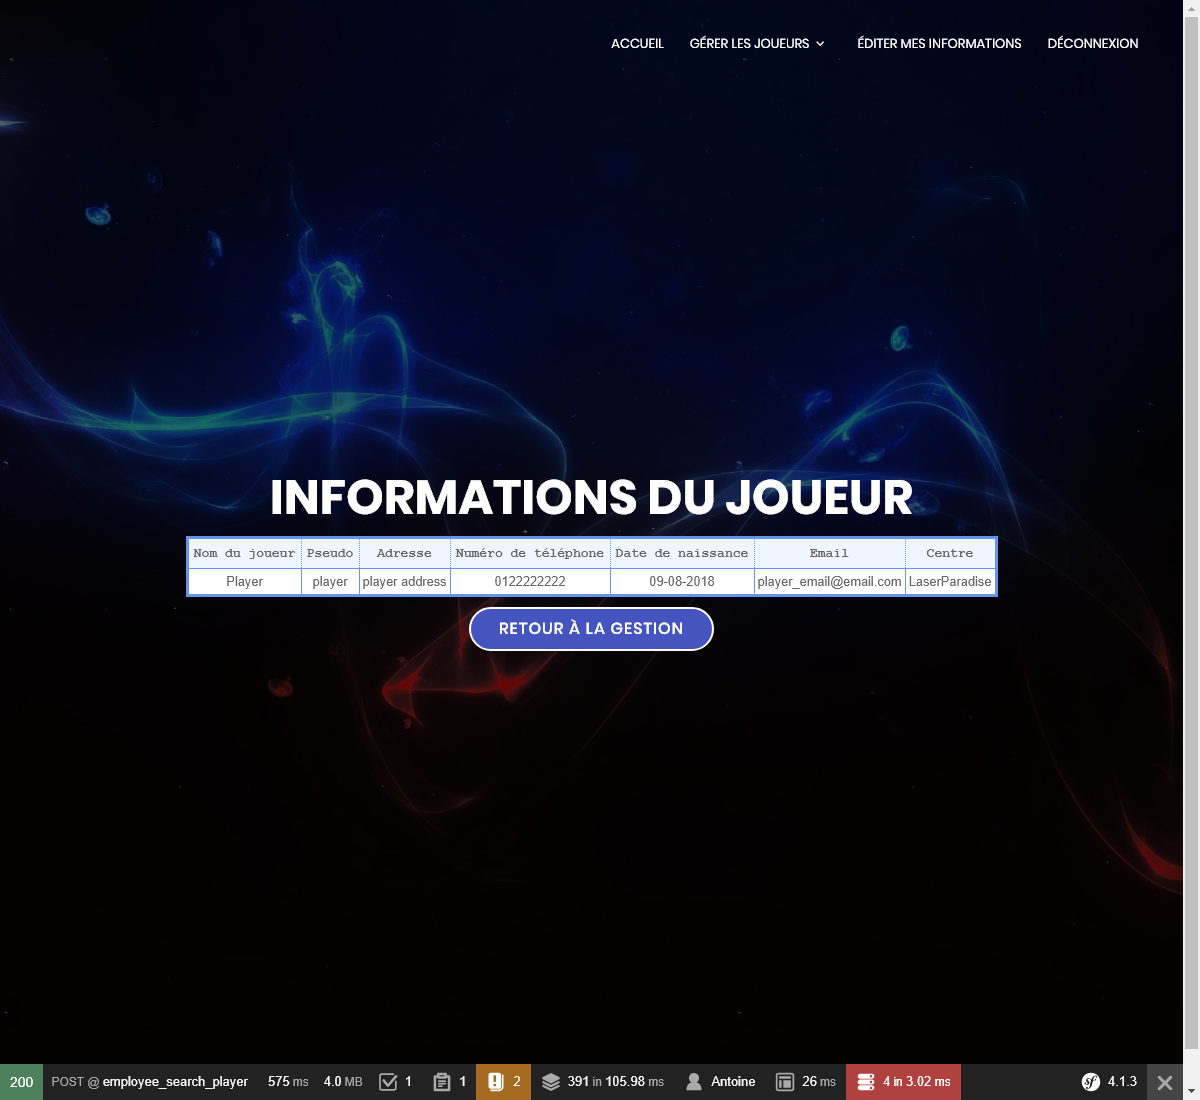 ACCUEIL GÉRER LES JOUEURS ÉDITER MES INFORMATIONS DÉCONNEXION
INFORMATIONS DU JOUEUR
Nom du joueur Pseudo Adresse Numéro de téléphone Date de naissance Email Centre
Player player player address 0122222222 09-08-2018 player_email@email.com LaserParadise
RETOUR À LA GESTION
200 POST @ employee_search_player 575 ms 4.0 MB 1 1 2 391 in 105.98 ms Antoine 26 ms 4 in 3.02 ms sf 4.1.3